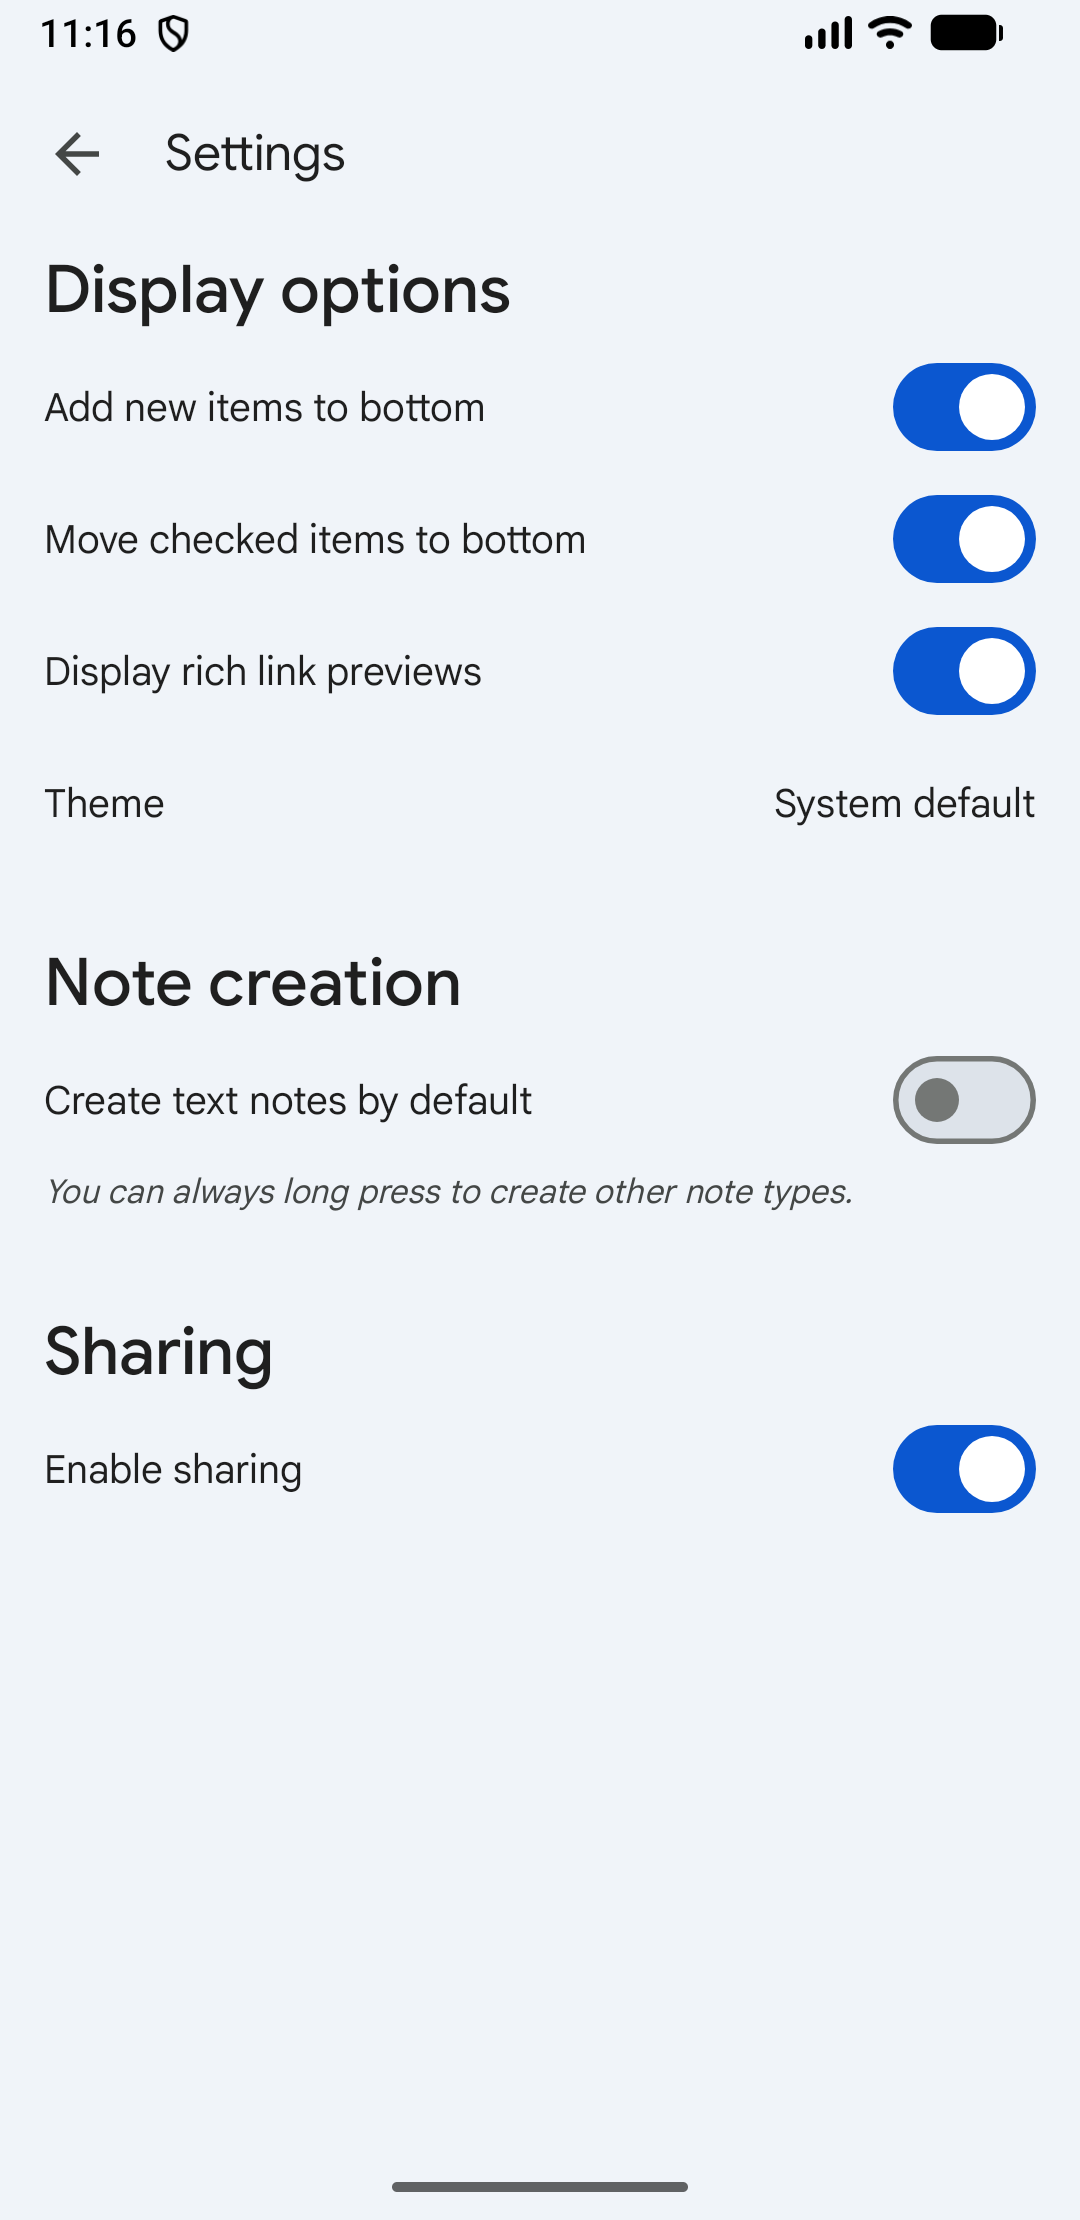 11:16
Settings
Display options
Add new items to bottom
Move checked items to bottom
Display rich link previews
Theme
System default
Note creation
Create text notes by default
You can always long press to create other note types.
Sharing
Enable sharing